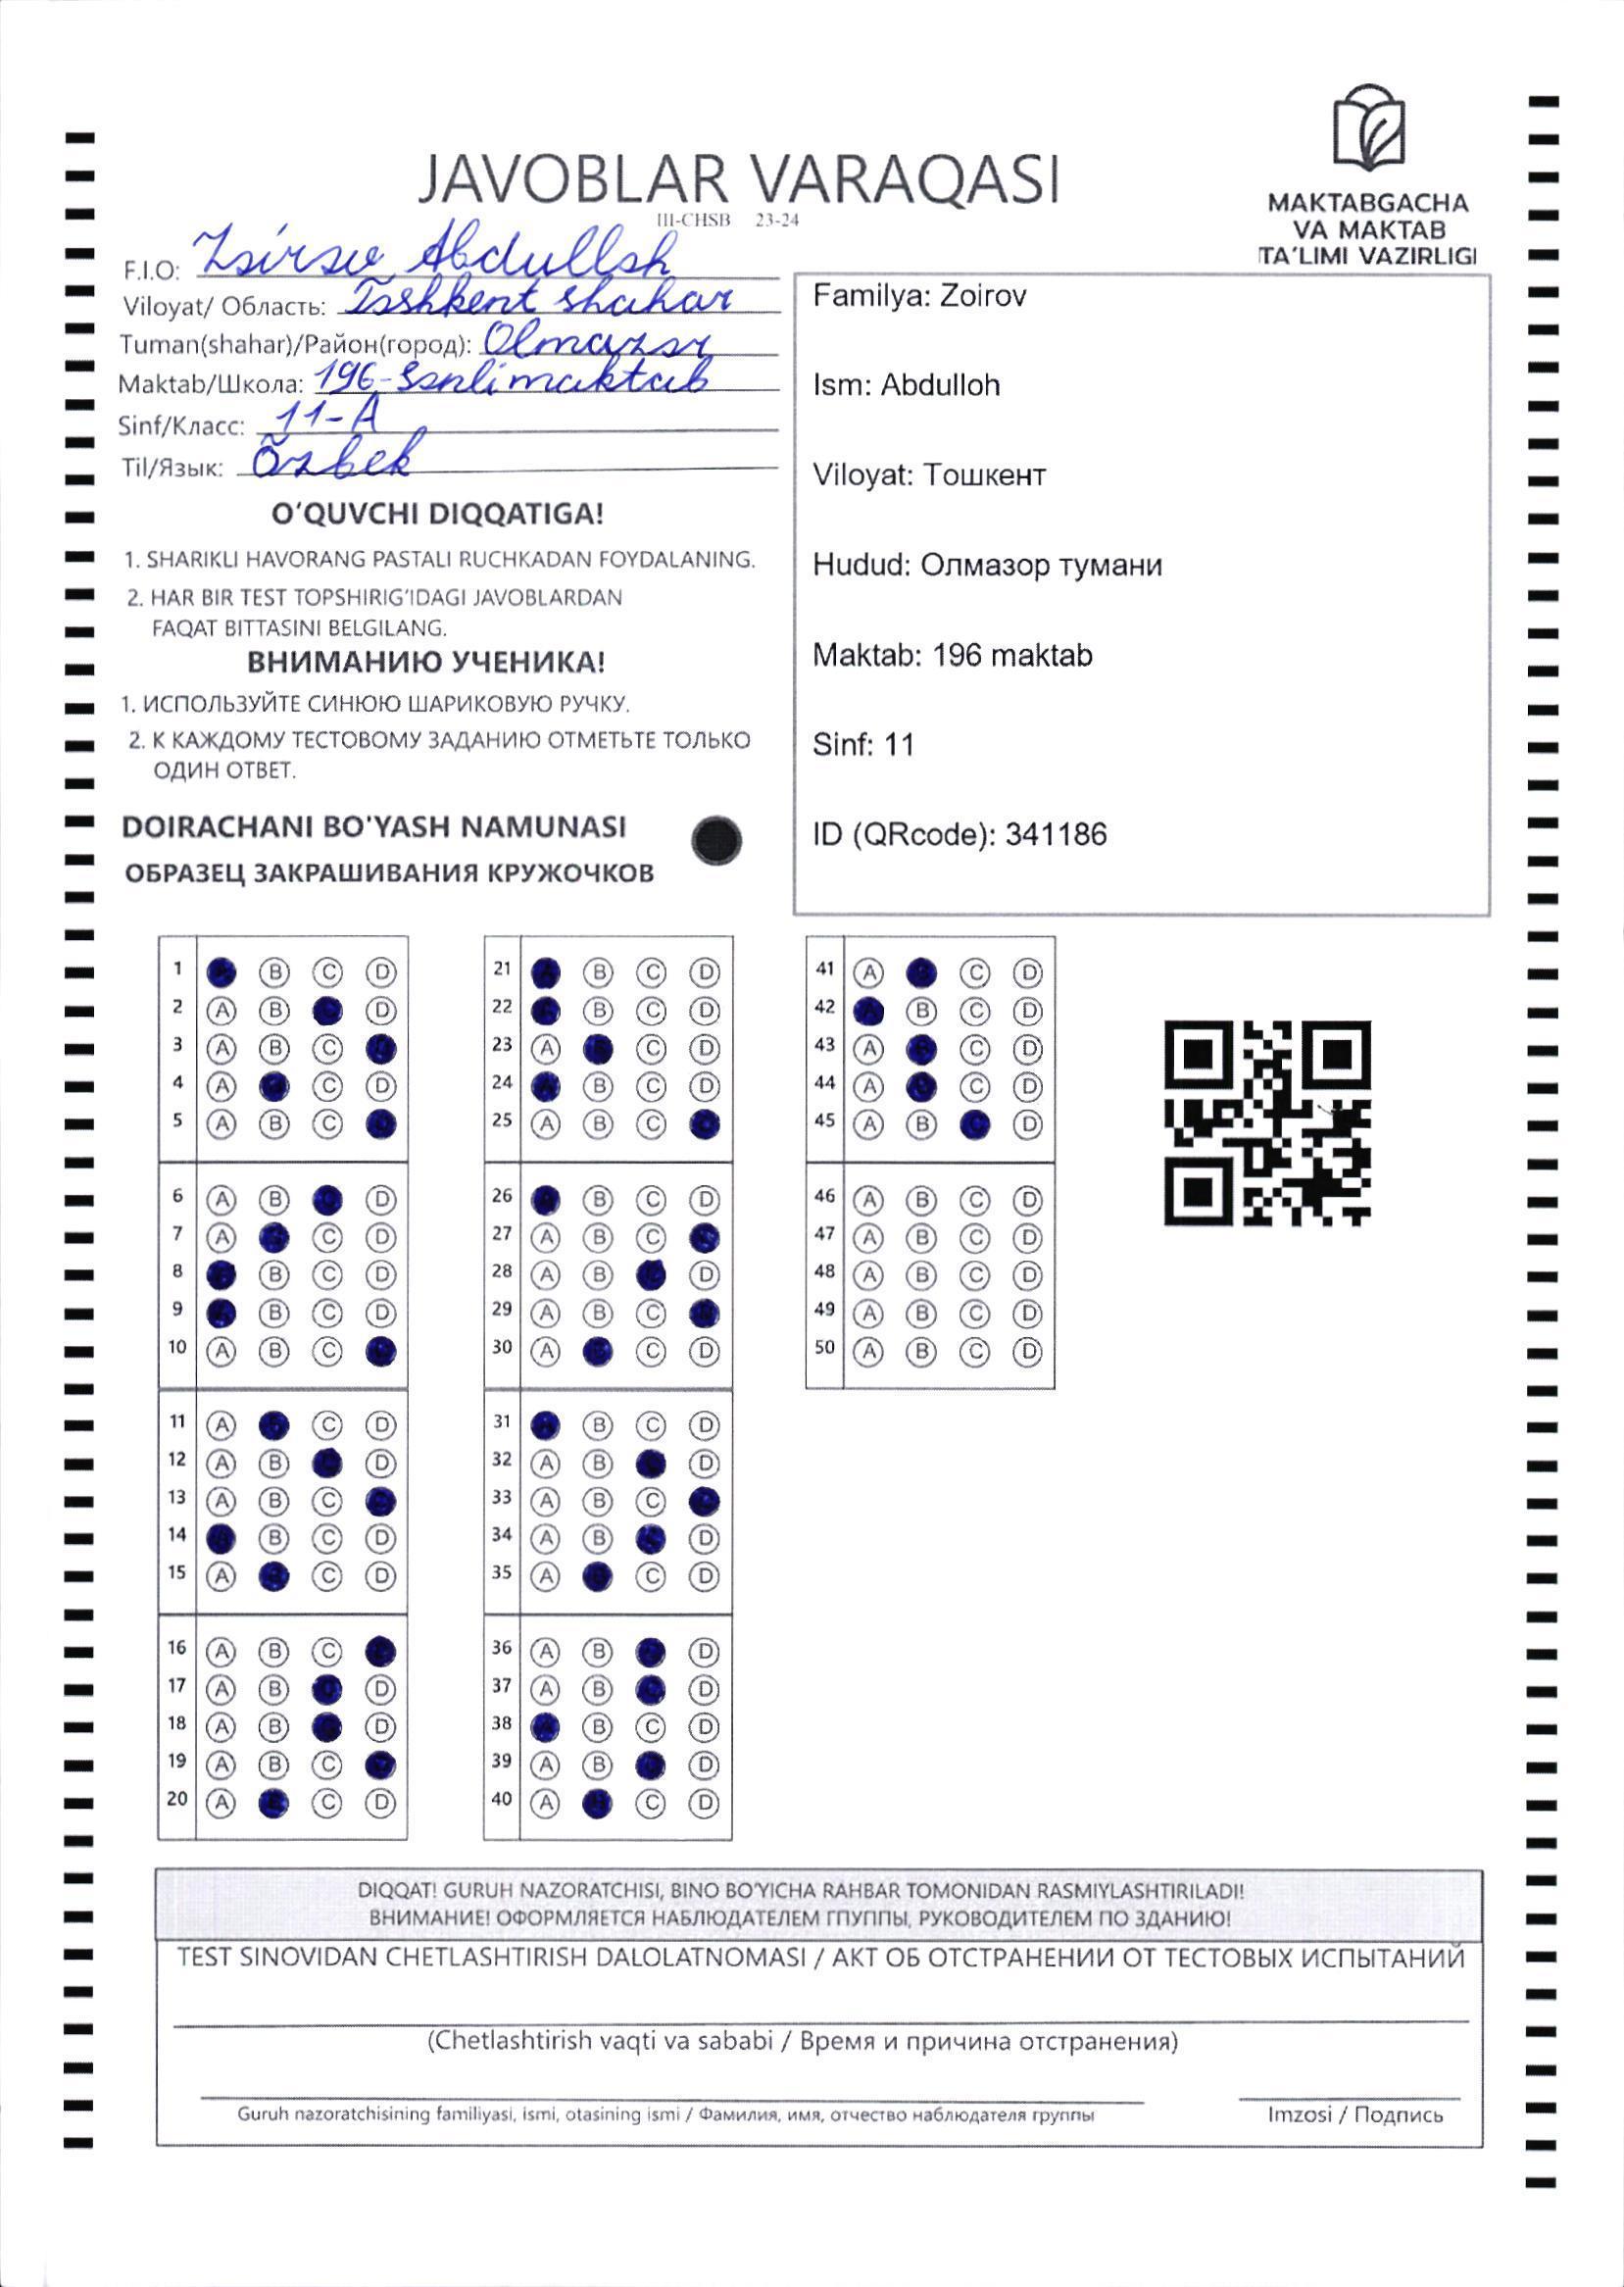 JAVOBLAR VARAQASI
III-CHSB 23-24
MAKTABGACHA
VA MAKTAB
TA'LIMI VAZIRLIGI
F.I.O: Zoirov Abdulloh
Viloyat/ Область: Toshkent shahar
Tuman(shahar)/Район(город): Olmazor
Maktab/Школа: 196-sonli maktab
Sinf/Класс: 11-A
Til/Язык: Õzbek
O'QUVCHI DIQQATIGA!
1. SHARIKLI HAVORANG PASTALI RUCHKADAN FOYDALANING.
2. HAR BIR TEST TOPSHIRIG'IDAGI JAVOBLARDAN
FAQAT BITTASINI BELGILANG.
ВНИМАНИЮ УЧЕНИКА!
1. ИСПОЛЬЗУЙТЕ СИНЮЮ ШАРИКОВУЮ РУЧКУ.
2. К КАЖДОМУ ТЕСТОВОМУ ЗАДАНИЮ ОТМЕТЬТЕ ТОЛЬКО
ОДИН ОТВЕТ.
DOIRACHANI BO'YASH NAMUNASI
ОБРАЗЕЦ ЗАКРАШИВАНИЯ КРУЖОЧКОВ
Familya: Zoirov
Ism: Abdulloh
Viloyat: Тошкент
Hudud: Олмазор тумани
Maktab: 196 maktab
Sinf: 11
ID (QRcode): 341186
1 B C D
2 A B D
3 A B C
4 A C D
5 A B C
6 A B D
7 A C D
8 B C D
9 B C D
10 A B C
11 A C D
12 A B D
13 A B C
14 B C D
15 A C D
16 A B C
17 A B D
18 A B D
19 A B C
20 A C D
21 B C D
22 B C D
23 A C D
24 B C D
25 A B C
26 B C D
27 A B C
28 A B D
29 A B C
30 A C D
31 B C D
32 A B D
33 A B C
34 A B D
35 A C D
36 A B D
37 A B D
38 B C D
39 A B D
40 A C D
41 A C D
42 B C D
43 A C D
44 A C D
45 A B D
46 A B C D
47 A B C D
48 A B C D
49 A B C D
50 A B C D
DIQQAT! GURUH NAZORATCHISI, BINO BO'YICHA RAHBAR TOMONIDAN RASMIYLASHTIRILADI!
ВНИМАНИЕ! ОФОРМЛЯЕТСЯ НАБЛЮДАТЕЛЕМ ГПУППЫ, РУКОВОДИТЕЛЕМ ПО ЗДАНИЮ!
TEST SINOVIDAN CHETLASHTIRISH DALOLATNOMASI / АКТ ОБ ОТСТРАНЕНИИ ОТ ТЕСТОВЫХ ИСПЫТАНИЙ
(Chetlashtirish vaqti va sababi / Время и причина отстранения)
Guruh nazoratchisining familiyasi, ismi, otasining ismi / Фамилия, имя, отчество наблюдателя группы
Imzosi / Подпись